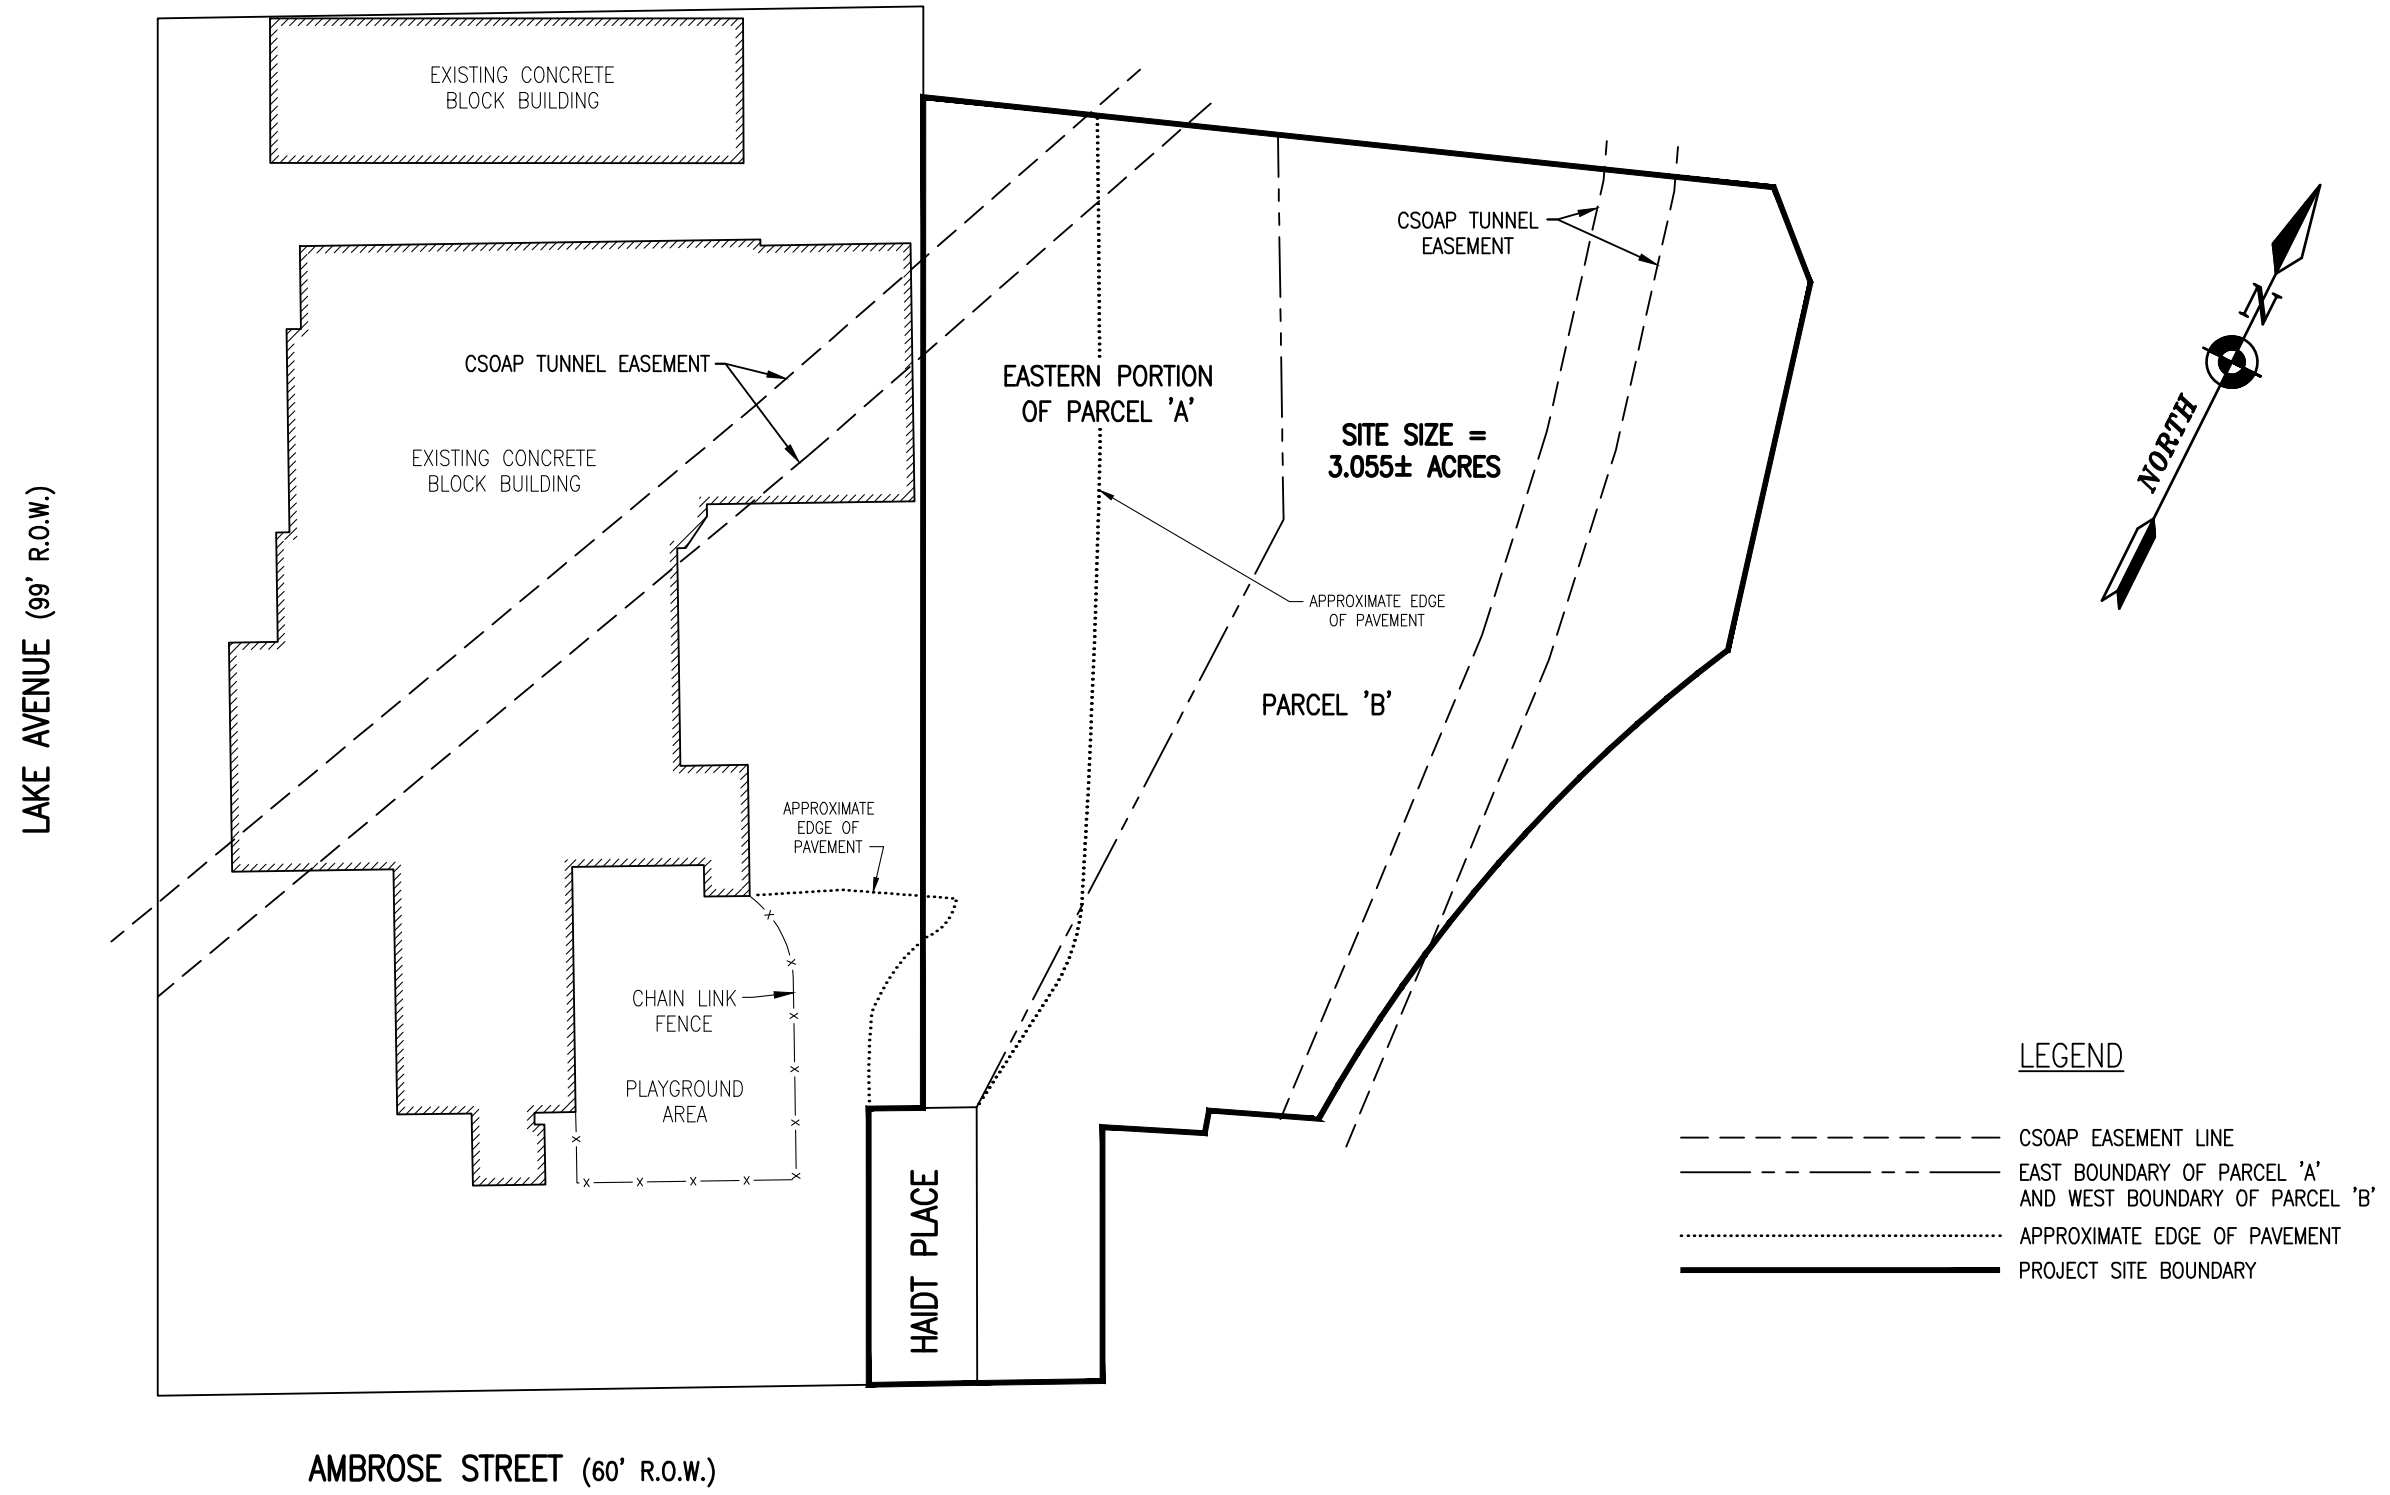 EXISTING CONCRETE
BLOCK BUILDING
CSOAP TUNNEL
EASEMENT
N
NORTH
CSOAP TUNNEL EASEMENT
EASTERN PORTION
OF PARCEL 'A'
SITE SIZE =
3.055± ACRES
EXISTING CONCRETE
BLOCK BUILDING
LAKE AVENUE (99' R.O.W.)
APPROXIMATE EDGE
OF PAVEMENT
PARCEL 'B'
APPROXIMATE
EDGE OF
PAVEMENT
CHAIN LINK
FENCE
PLAYGROUND
AREA
HAIDT PLACE
LEGEND
CSOAP EASEMENT LINE
EAST BOUNDARY OF PARCEL 'A'
AND WEST BOUNDARY OF PARCEL 'B'
APPROXIMATE EDGE OF PAVEMENT
PROJECT SITE BOUNDARY
AMBROSE STREET (60' R.O.W.)